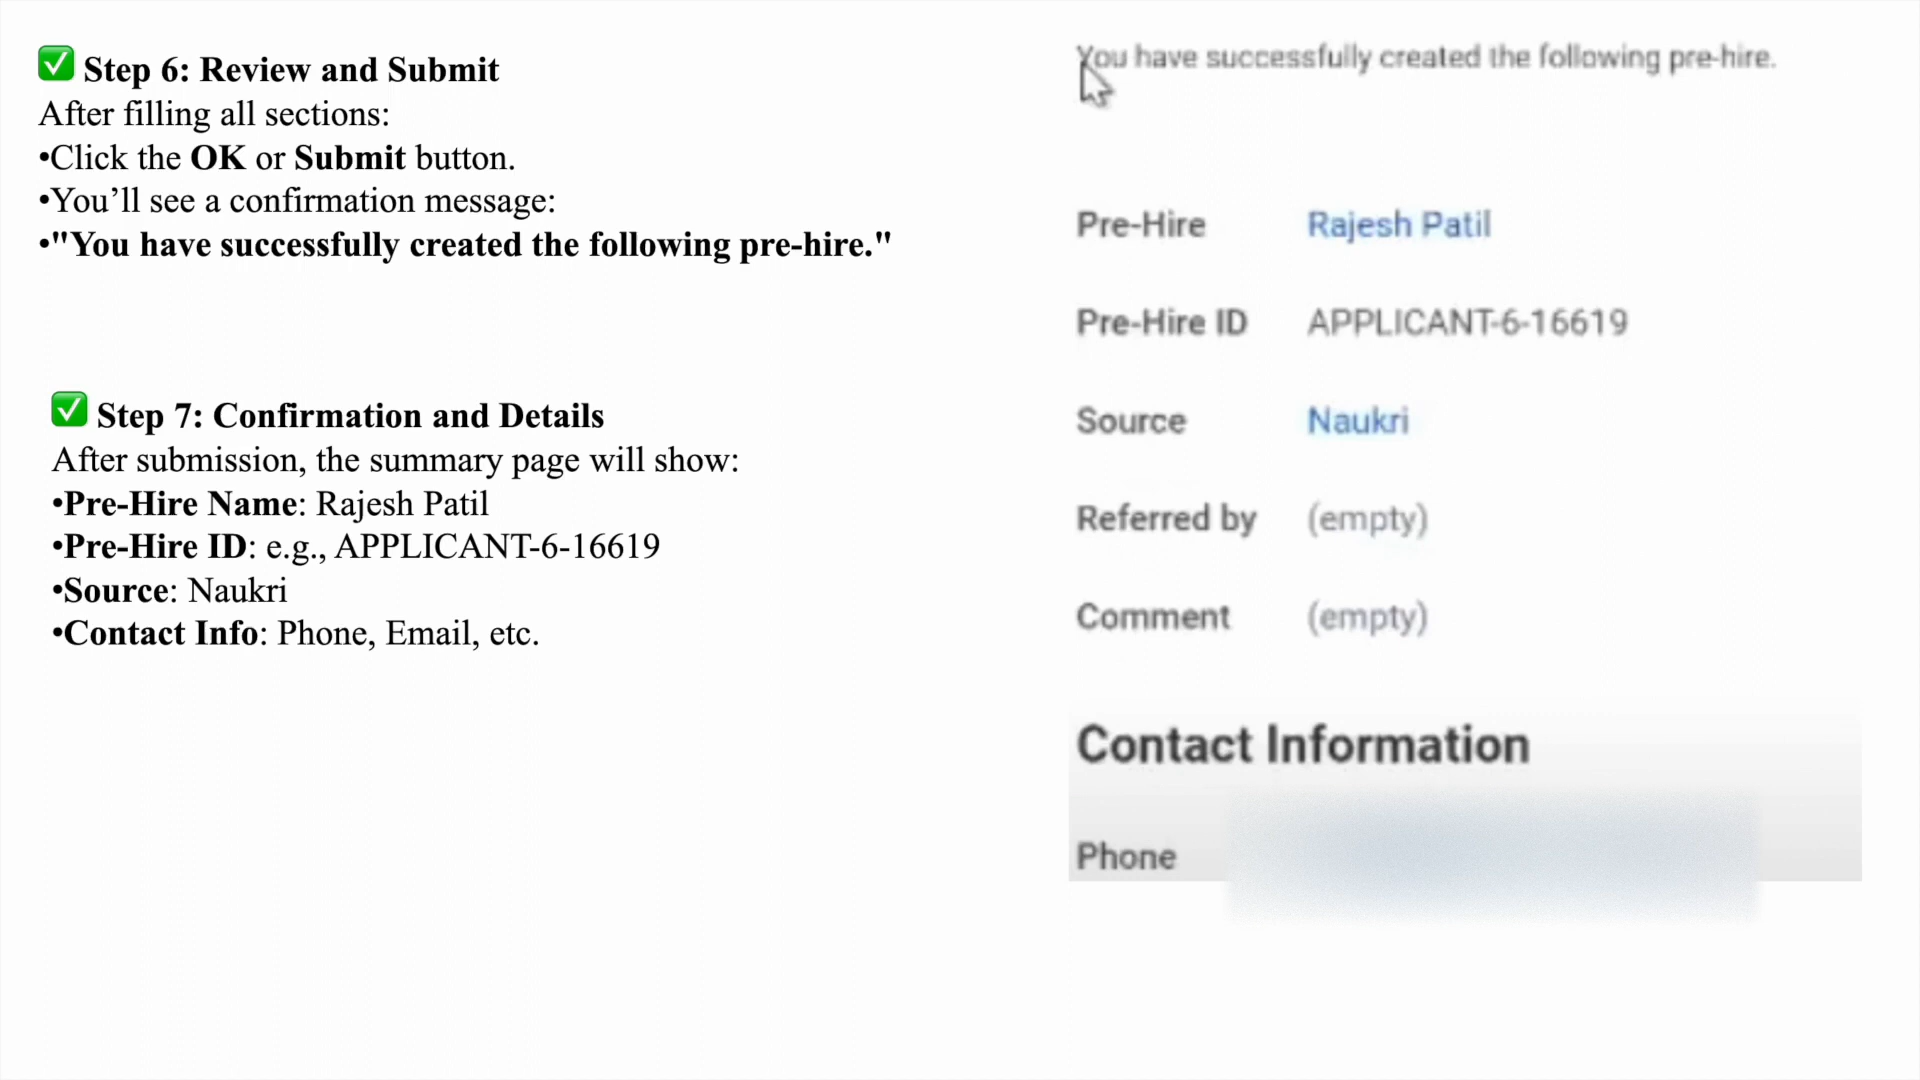 ✅ Step 6: Review and Submit
After filling all sections:
•Click the OK or Submit button.
•You’ll see a confirmation message:
•"You have successfully created the following pre-hire."
✅ Step 7: Confirmation and Details
After submission, the summary page will show:
•Pre-Hire Name: Rajesh Patil
•Pre-Hire ID: e.g., APPLICANT-6-16619
•Source: Naukri
•Contact Info: Phone, Email, etc.
You have successfully created the following pre-hire.
Pre-Hire Rajesh Patil
Pre-Hire ID APPLICANT-6-16619
Source Naukri
Referred by (empty)
Comment (empty)
Contact Information
Phone